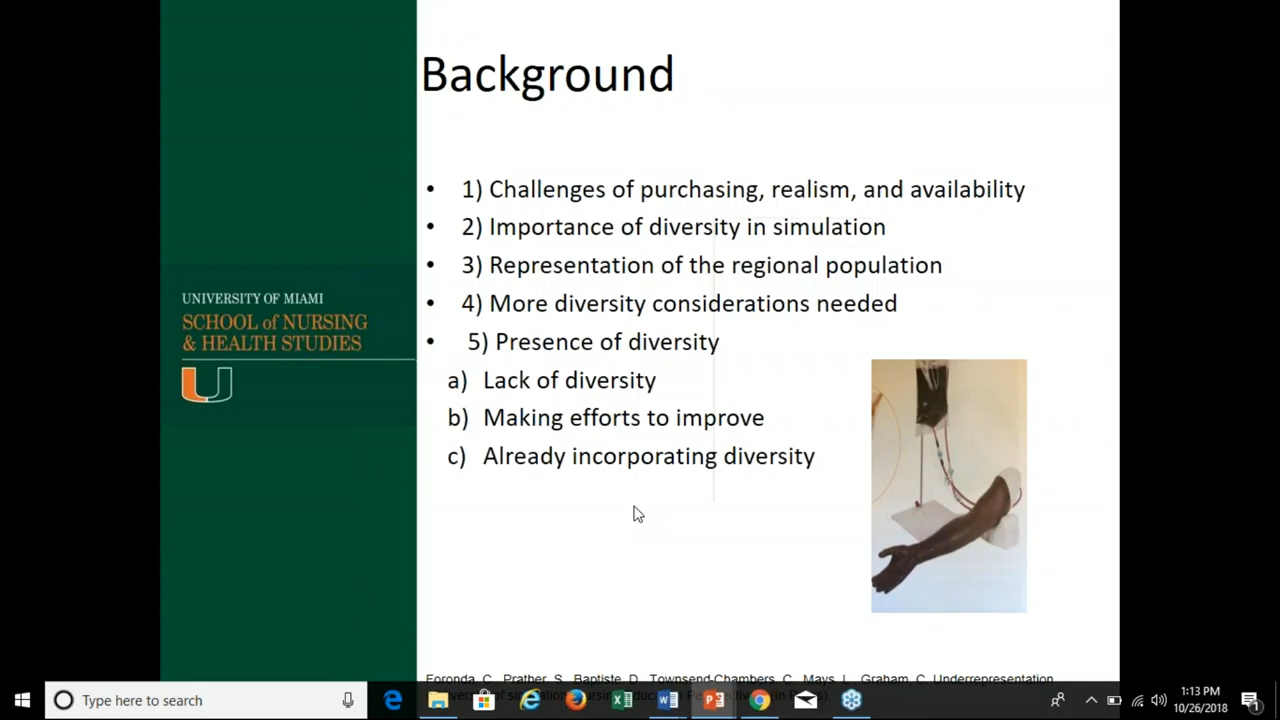 Background
• 1) Challenges of purchasing, realism, and availability
• 2) Importance of diversity in simulation
• 3) Representation of the regional population
• 4) More diversity considerations needed
• 5) Presence of diversity
a) Lack of diversity
b) Making efforts to improve
c) Already incorporating diversity
UNIVERSITY OF MIAMI
SCHOOL of NURSING
& HEALTH STUDIES
Foronda, C., Prather, S., Baptiste, D., Townsend-Chambers, C., Mays, L., Graham, C. Underrepresentation
Type here to search
1:13 PM
10/26/2018